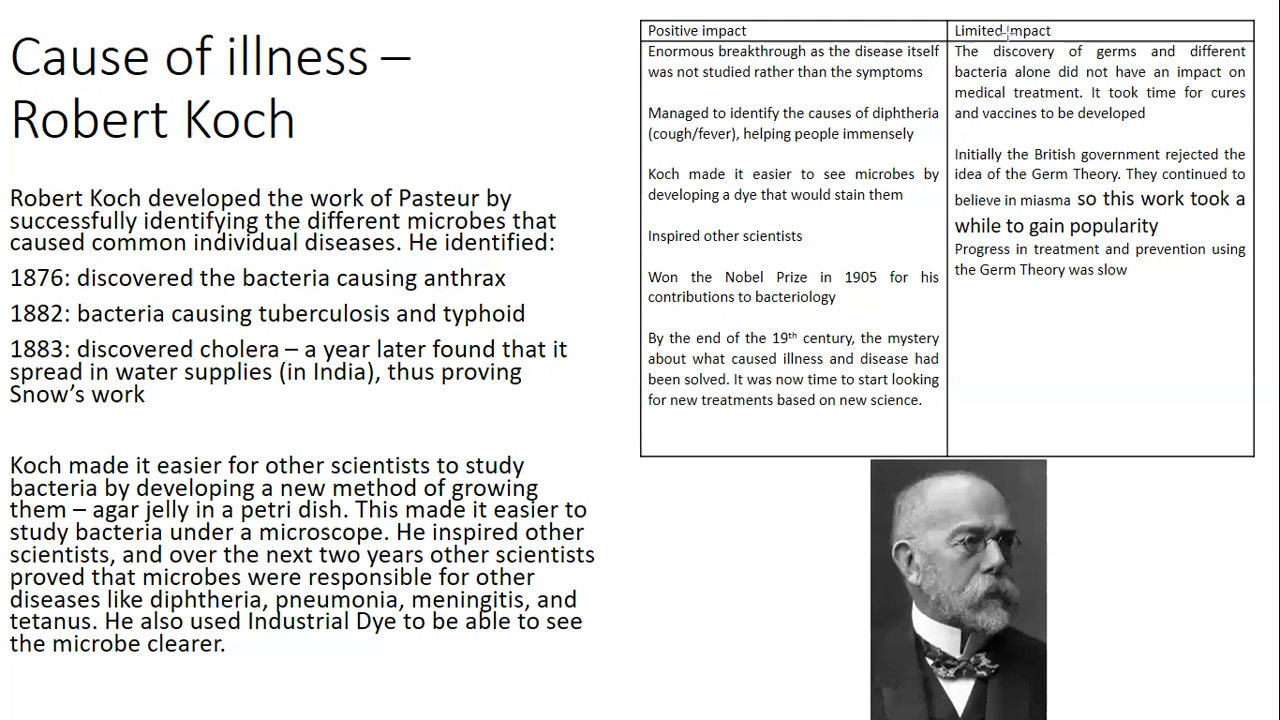 Cause of illness –
Robert Koch
Robert Koch developed the work of Pasteur by
successfully identifying the different microbes that
caused common individual diseases. He identified:
1876: discovered the bacteria causing anthrax
1882: bacteria causing tuberculosis and typhoid
1883: discovered cholera – a year later found that it
spread in water supplies (in India), thus proving
Snow's work
Koch made it easier for other scientists to study
bacteria by developing a new method of growing
them – agar jelly in a petri dish. This made it easier to
study bacteria under a microscope. He inspired other
scientists, and over the next two years other scientists
proved that microbes were responsible for other
diseases like diphtheria, pneumonia, meningitis, and
tetanus. He also used Industrial Dye to be able to see
the microbe clearer.
Positive impact
Enormous breakthrough as the disease itself
was not studied rather than the symptoms
Managed to identify the causes of diphtheria
(cough/fever), helping people immensely
Koch made it easier to see microbes by
developing a dye that would stain them
Inspired other scientists
Won the Nobel Prize in 1905 for his
contributions to bacteriology
By the end of the 19th century, the mystery
about what caused illness and disease had
been solved. It was now time to start looking
for new treatments based on new science.
Limited impact
The discovery of germs and different
bacteria alone did not have an impact on
medical treatment. It took time for cures
and vaccines to be developed
Initially the British government rejected the
idea of the Germ Theory. They continued to
believe in miasma so this work took a
while to gain popularity
Progress in treatment and prevention using
the Germ Theory was slow